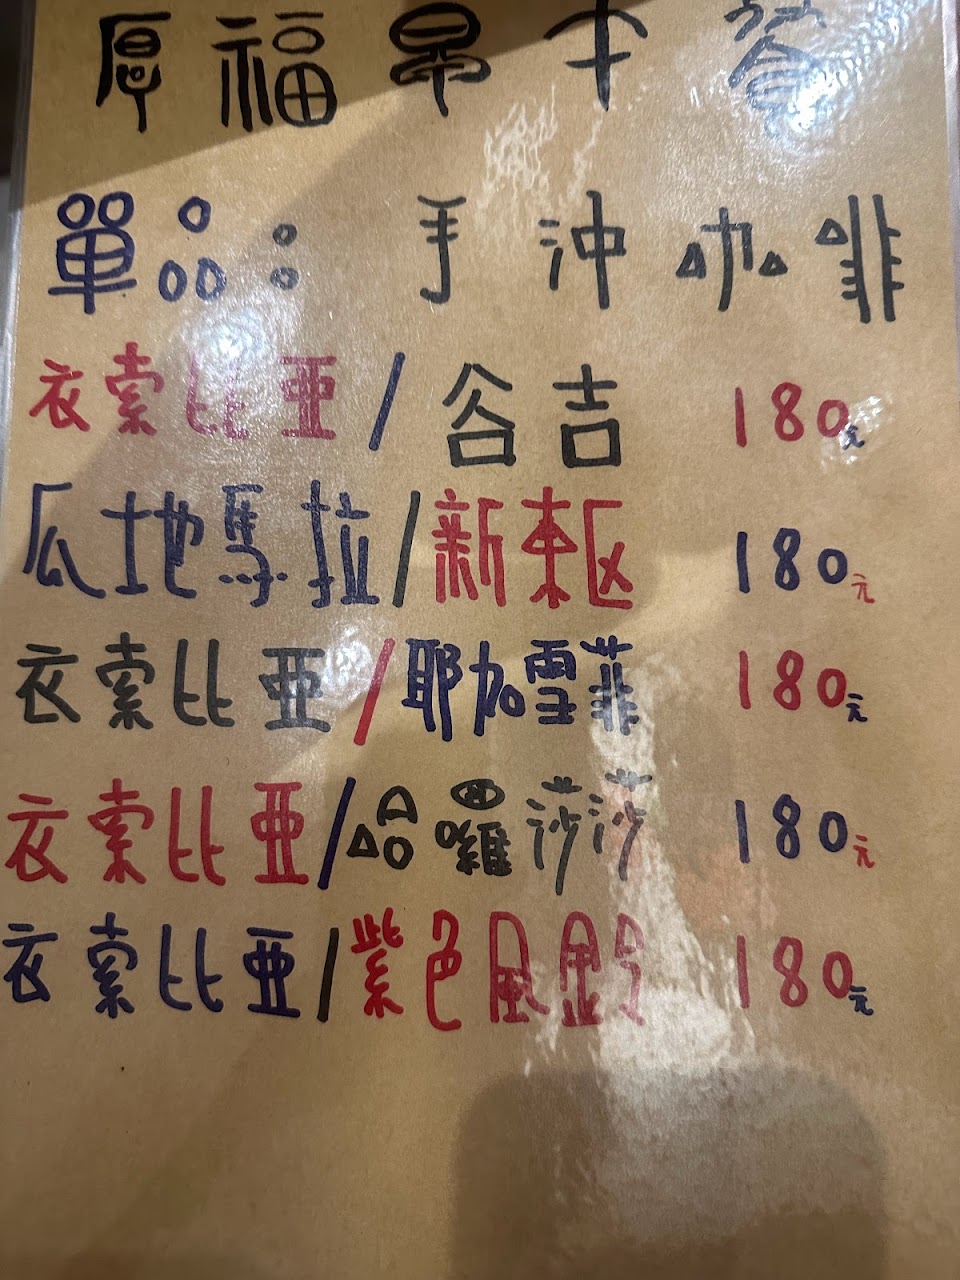 厚福早午餐
單品：手沖咖啡
衣索比亞/谷吉 180元
瓜地馬拉/新東區 180元
衣索比亞/耶加雪菲 180元
衣索比亞/哈囉莎莎 180元
衣索比亞/紫色風鈴 180元